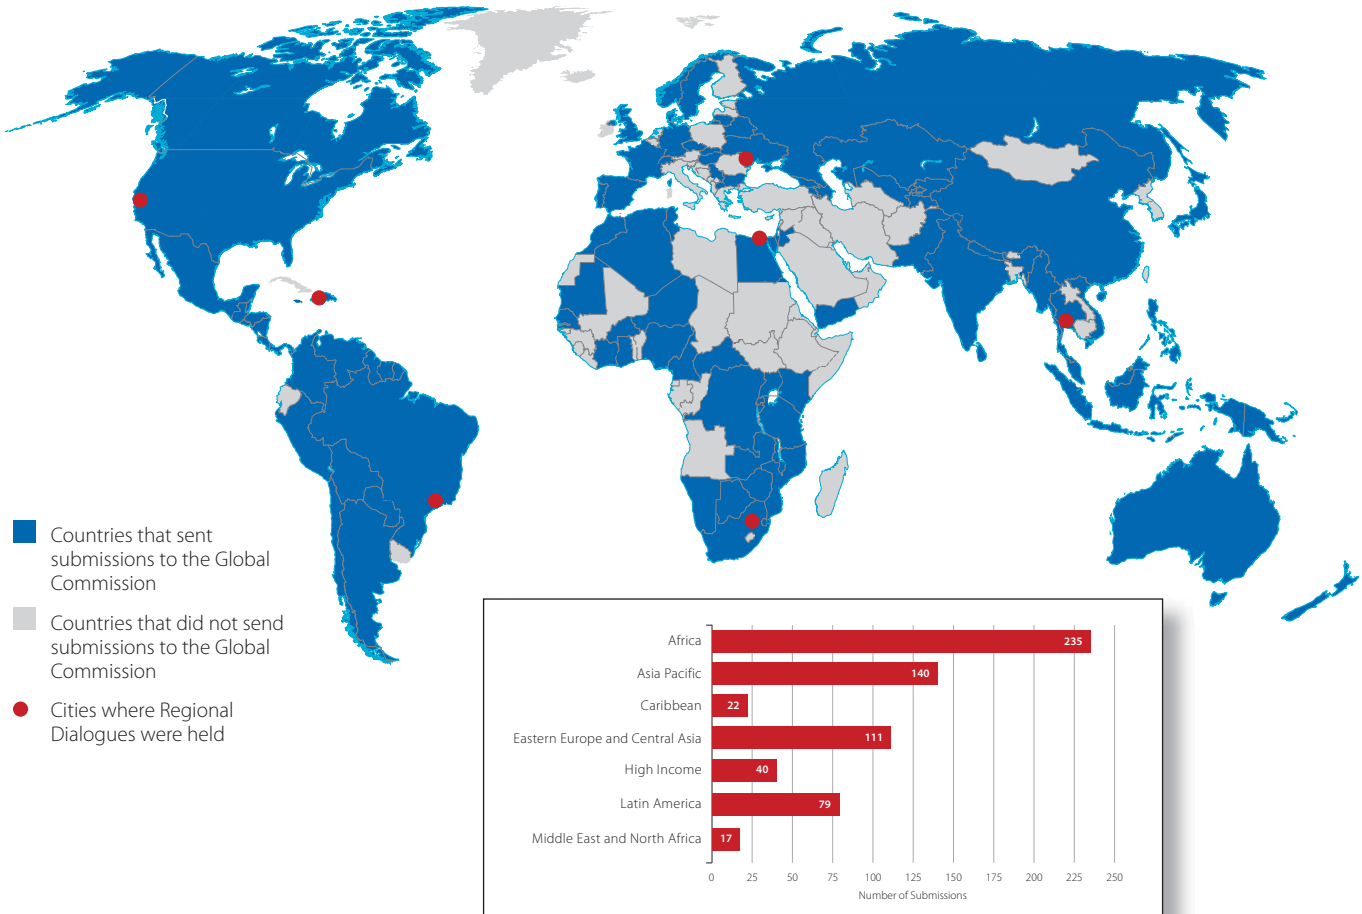 Countries that sent
submissions to the Global
Commission
Countries that did not send
submissions to the Global
Commission
Cities where Regional
Dialogues were held
Africa 235
Asia Pacific 140
Caribbean 22
Eastern Europe and Central Asia 111
High Income 40
Latin America 79
Middle East and North Africa 17
0 25 50 75 100 125 150 175 200 225 250
Number of Submissions